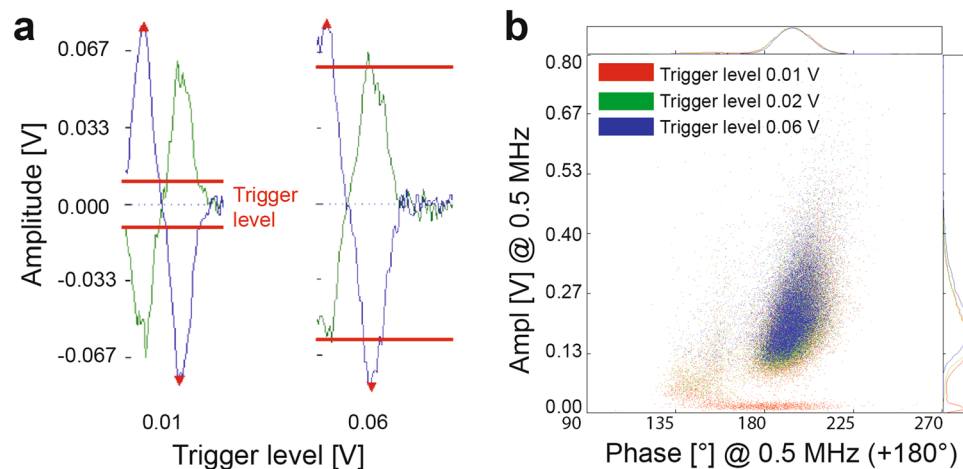 a
Amplitude [V]
0.067
0.033
0.000
-0.033
-0.067
Trigger
level
0.01
0.06
Trigger level [V]
b
Ampl [V] @ 0.5 MHz
0.80
0.67
0.53
0.40
0.27
0.13
0.00
Trigger level 0.01 V
Trigger level 0.02 V
Trigger level 0.06 V
90
135
180
225
270
Phase [°] @ 0.5 MHz (+180°)